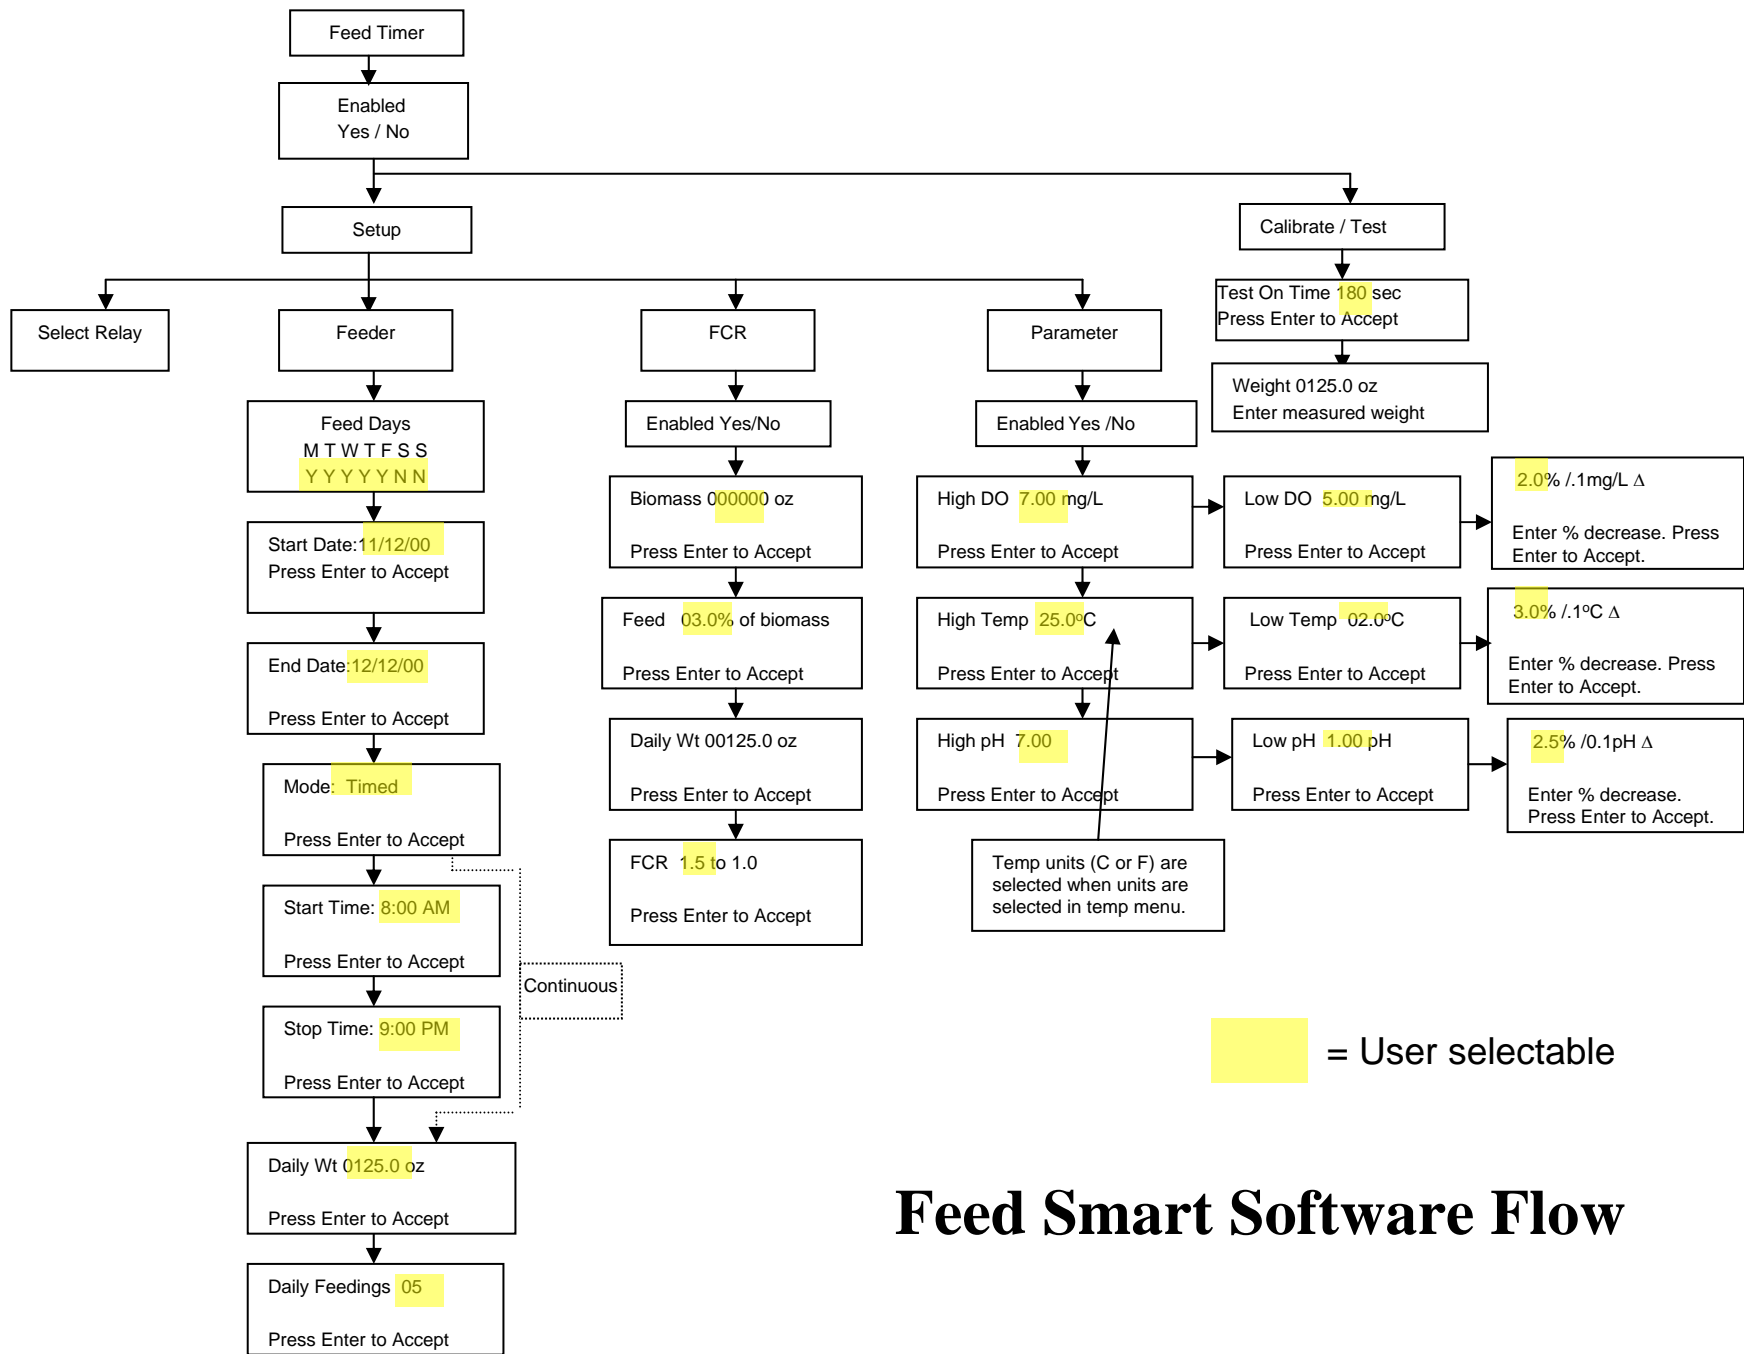 Feed Timer
Enabled
Yes / No
Setup
Calibrate / Test
Select Relay
Feeder
FCR
Parameter
Test On Time 180 sec
Press Enter to Accept
Weight 0125.0 oz
Enter measured weight
Feed Days
M T W T F S S
Y Y Y Y Y N N
Start Date:11/12/00
Press Enter to Accept
End Date:12/12/00
Press Enter to Accept
Mode: Timed
Press Enter to Accept
Start Time: 8:00 AM
Press Enter to Accept
Continuous
Stop Time: 9:00 PM
Press Enter to Accept
Daily Wt 0125.0 oz
Press Enter to Accept
Daily Feedings 05
Press Enter to Accept
Enabled Yes/No
Biomass 000000 oz
Press Enter to Accept
Feed 03.0% of biomass
Press Enter to Accept
Daily Wt 00125.0 oz
Press Enter to Accept
FCR 1.5 to 1.0
Press Enter to Accept
Enabled Yes /No
High DO 7.00 mg/L
Press Enter to Accept
Low DO 5.00 mg/L
Press Enter to Accept
2.0% /.1mg/L Δ
Enter % decrease. Press
Enter to Accept.
High Temp 25.0ºC
Press Enter to Accept
Low Temp 02.0ºC
Press Enter to Accept
3.0% /.1ºC Δ
Enter % decrease. Press
Enter to Accept.
High pH 7.00
Press Enter to Accept
Low pH 1.00 pH
Press Enter to Accept
2.5% /0.1pH Δ
Enter % decrease.
Press Enter to Accept.
Temp units (C or F) are
selected when units are
selected in temp menu.
= User selectable
Feed Smart Software Flow